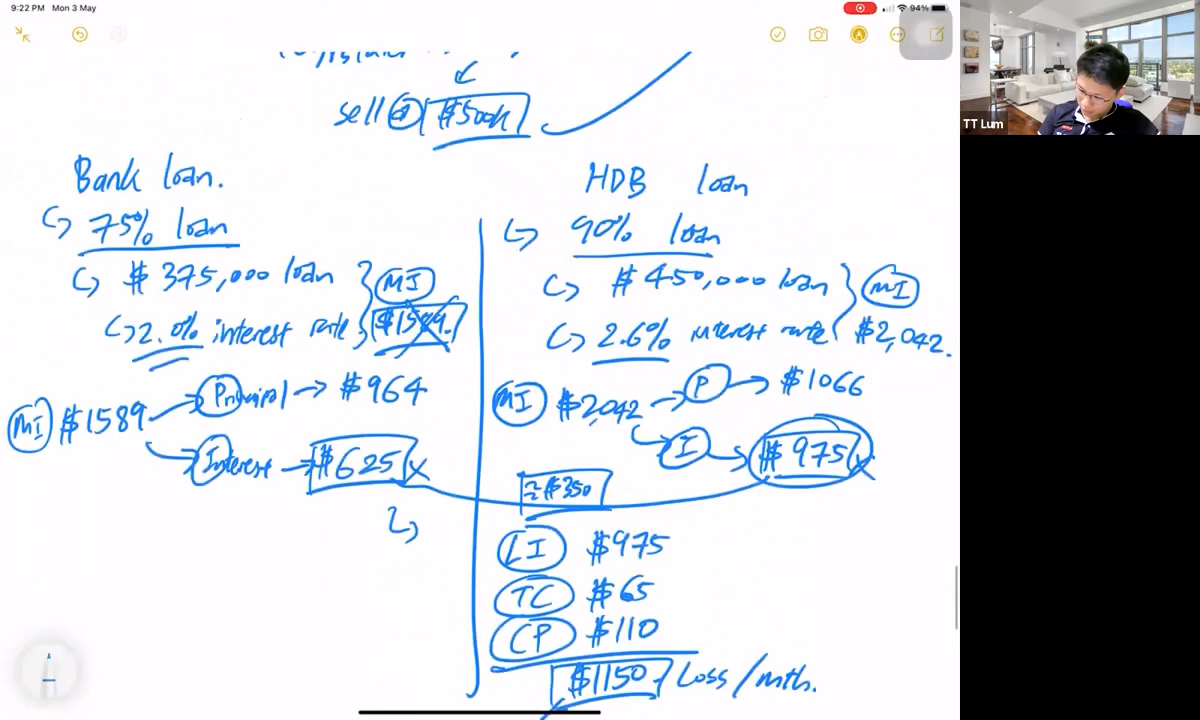 9:22 PM Mon 3 May
94%
TT Lum
sell @ $500k
Bank loan.
75% loan
$375,000 loan
2.0% interest rate
MI
$1589.
MI $1589
Principal → $964
Interest → $625 x
HDB loan
90% loan
$450,000 loan
2.6% interest rate
MI
$2,042.
MI $2,042
P → $1066
I → $975 x
≈ $350
LI $975
TC $65
CP $110
$1150 Loss/mth.